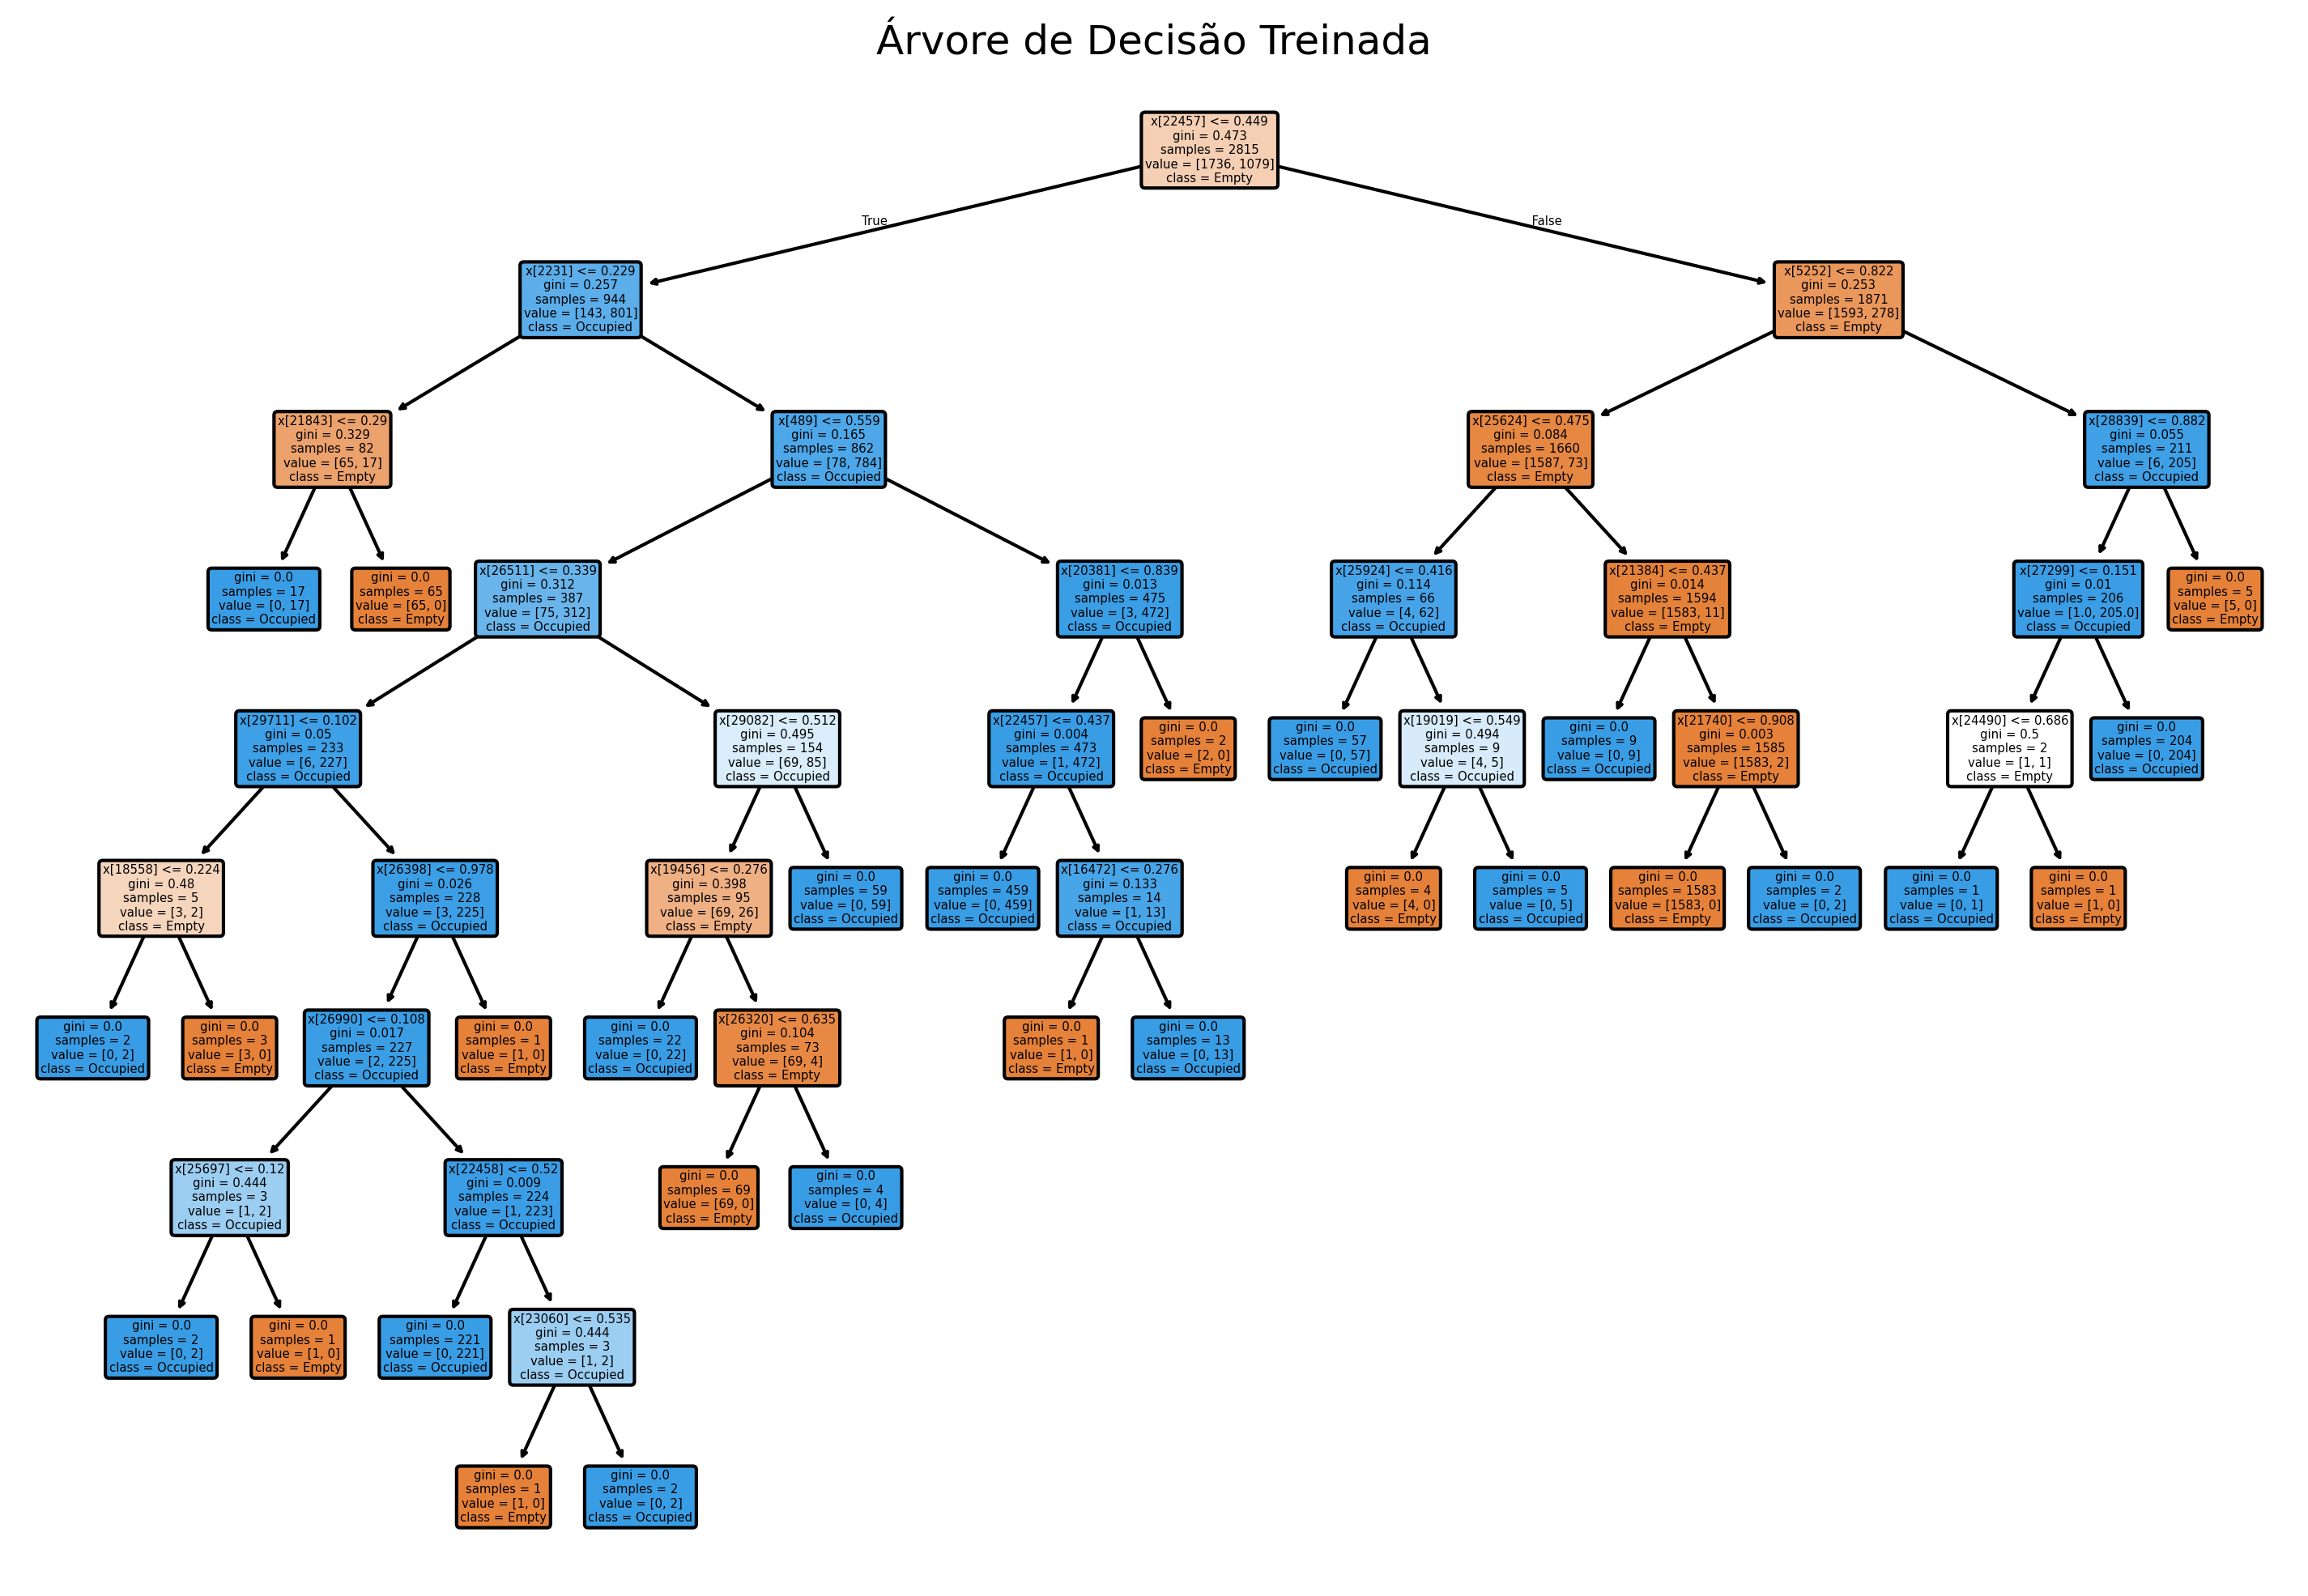 Árvore de Decisão Treinada
x[22457] <= 0.449
gini = 0.473
samples = 2815
value = [1736, 1079]
class = Empty
True
False
x[2231] <= 0.229
gini = 0.257
samples = 944
value = [143, 801]
class = Occupied
x[5252] <= 0.822
gini = 0.253
samples = 1871
value = [1593, 278]
class = Empty
x[21843] <= 0.29
gini = 0.329
samples = 82
value = [65, 17]
class = Empty
x[489] <= 0.559
gini = 0.165
samples = 862
value = [78, 784]
class = Occupied
x[25624] <= 0.475
gini = 0.084
samples = 1660
value = [1587, 73]
class = Empty
x[28839] <= 0.882
gini = 0.055
samples = 211
value = [6, 205]
class = Occupied
gini = 0.0
samples = 17
value = [0, 17]
class = Occupied
gini = 0.0
samples = 65
value = [65, 0]
class = Empty
x[26511] <= 0.339
gini = 0.312
samples = 387
value = [75, 312]
class = Occupied
x[20381] <= 0.839
gini = 0.013
samples = 475
value = [3, 472]
class = Occupied
x[25924] <= 0.416
gini = 0.114
samples = 66
value = [4, 62]
class = Occupied
x[21384] <= 0.437
gini = 0.014
samples = 1594
value = [1583, 11]
class = Empty
x[27299] <= 0.151
gini = 0.01
samples = 206
value = [1.0, 205.0]
class = Occupied
gini = 0.0
samples = 5
value = [5, 0]
class = Empty
x[29711] <= 0.102
gini = 0.05
samples = 233
value = [6, 227]
class = Occupied
x[29082] <= 0.512
gini = 0.495
samples = 154
value = [69, 85]
class = Occupied
x[22457] <= 0.437
gini = 0.004
samples = 473
value = [1, 472]
class = Occupied
gini = 0.0
samples = 2
value = [2, 0]
class = Empty
gini = 0.0
samples = 57
value = [0, 57]
class = Occupied
x[19019] <= 0.549
gini = 0.494
samples = 9
value = [4, 5]
class = Occupied
gini = 0.0
samples = 9
value = [0, 9]
class = Occupied
x[21740] <= 0.908
gini = 0.003
samples = 1585
value = [1583, 2]
class = Empty
x[24490] <= 0.686
gini = 0.5
samples = 2
value = [1, 1]
class = Empty
gini = 0.0
samples = 204
value = [0, 204]
class = Occupied
x[18558] <= 0.224
gini = 0.48
samples = 5
value = [3, 2]
class = Empty
x[26398] <= 0.978
gini = 0.026
samples = 228
value = [3, 225]
class = Occupied
x[19456] <= 0.276
gini = 0.398
samples = 95
value = [69, 26]
class = Empty
gini = 0.0
samples = 59
value = [0, 59]
class = Occupied
gini = 0.0
samples = 459
value = [0, 459]
class = Occupied
x[16472] <= 0.276
gini = 0.133
samples = 14
value = [1, 13]
class = Occupied
gini = 0.0
samples = 4
value = [4, 0]
class = Empty
gini = 0.0
samples = 5
value = [0, 5]
class = Occupied
gini = 0.0
samples = 1583
value = [1583, 0]
class = Empty
gini = 0.0
samples = 2
value = [0, 2]
class = Occupied
gini = 0.0
samples = 1
value = [0, 1]
class = Occupied
gini = 0.0
samples = 1
value = [1, 0]
class = Empty
gini = 0.0
samples = 2
value = [0, 2]
class = Occupied
gini = 0.0
samples = 3
value = [3, 0]
class = Empty
x[26990] <= 0.108
gini = 0.017
samples = 227
value = [2, 225]
class = Occupied
gini = 0.0
samples = 1
value = [1, 0]
class = Empty
gini = 0.0
samples = 22
value = [0, 22]
class = Occupied
x[26320] <= 0.635
gini = 0.104
samples = 73
value = [69, 4]
class = Empty
gini = 0.0
samples = 1
value = [1, 0]
class = Empty
gini = 0.0
samples = 13
value = [0, 13]
class = Occupied
x[25697] <= 0.12
gini = 0.444
samples = 3
value = [1, 2]
class = Occupied
x[22458] <= 0.52
gini = 0.009
samples = 224
value = [1, 223]
class = Occupied
gini = 0.0
samples = 69
value = [69, 0]
class = Empty
gini = 0.0
samples = 4
value = [0, 4]
class = Occupied
gini = 0.0
samples = 2
value = [0, 2]
class = Occupied
gini = 0.0
samples = 1
value = [1, 0]
class = Empty
gini = 0.0
samples = 221
value = [0, 221]
class = Occupied
x[23060] <= 0.535
gini = 0.444
samples = 3
value = [1, 2]
class = Occupied
gini = 0.0
samples = 1
value = [1, 0]
class = Empty
gini = 0.0
samples = 2
value = [0, 2]
class = Occupied